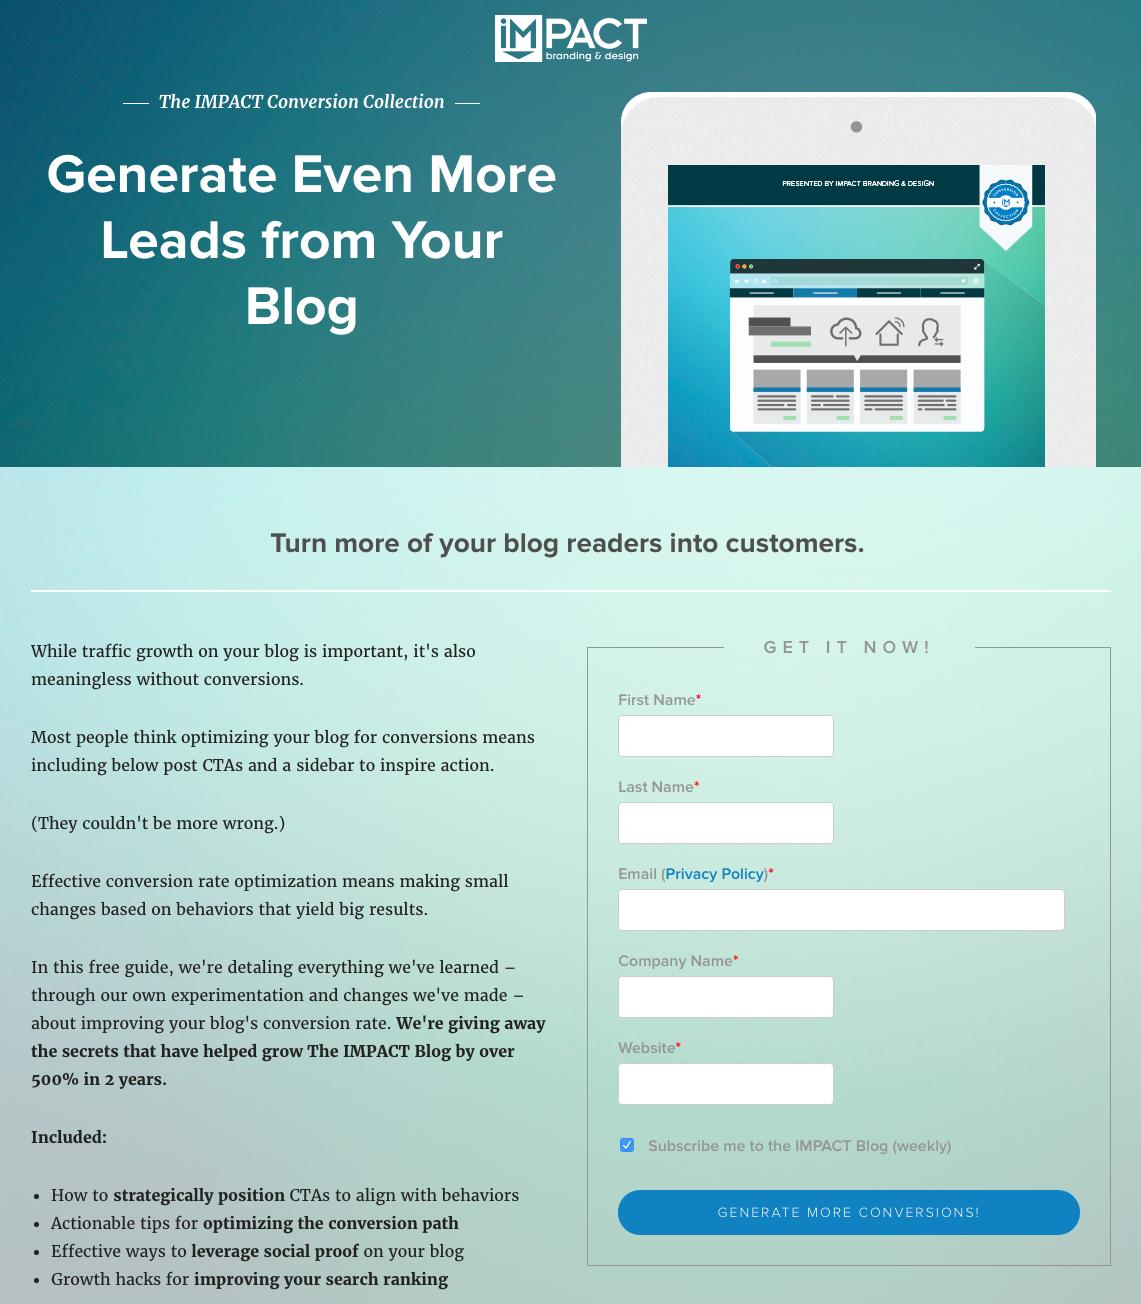 iMPACT
branding & design
The IMPACT Conversion Collection
Generate Even More
Leads from Your
Blog
PRESENTED BY IMPACT BRANDING & DESIGN
CONVERSION
iM
COLLECTION
Turn more of your blog readers into customers.
While traffic growth on your blog is important, it's also
meaningless without conversions.
Most people think optimizing your blog for conversions means
including below post CTAs and a sidebar to inspire action.
(They couldn't be more wrong.)
Effective conversion rate optimization means making small
changes based on behaviors that yield big results.
In this free guide, we're detaling everything we've learned –
through our own experimentation and changes we've made –
about improving your blog's conversion rate. We're giving away
the secrets that have helped grow The IMPACT Blog by over
500% in 2 years.
Included:
• How to strategically position CTAs to align with behaviors
• Actionable tips for optimizing the conversion path
• Effective ways to leverage social proof on your blog
• Growth hacks for improving your search ranking
GET IT NOW!
First Name*
Last Name*
Email (Privacy Policy)*
Company Name*
Website*
Subscribe me to the IMPACT Blog (weekly)
GENERATE MORE CONVERSIONS!